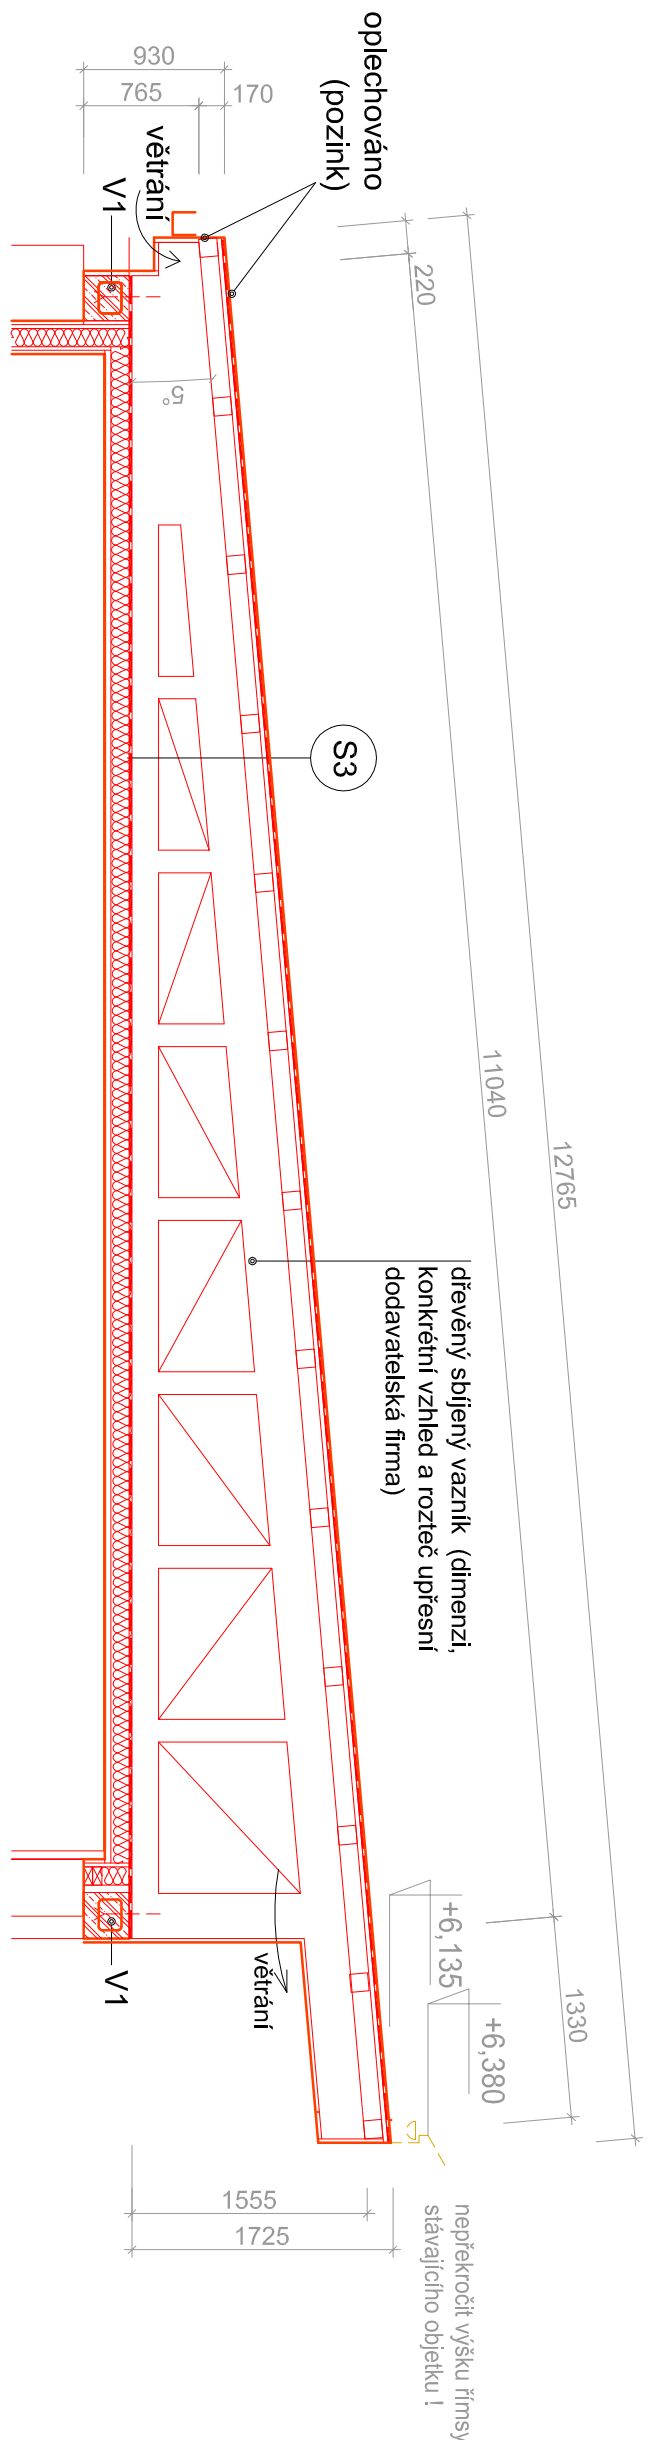 930
765
170
oplechováno
(pozink)
větrání
V1
220
5°
S3
11040
12765
dřevěný sbíjený vazník (dimenzi,
konkrétní vzhled a rozteč upřesní
dodavatelská firma)
+6,135
+6,380
1330
větrání
V1
1555
1725
nepřekročit výšku římsy
stávajícího objetku !